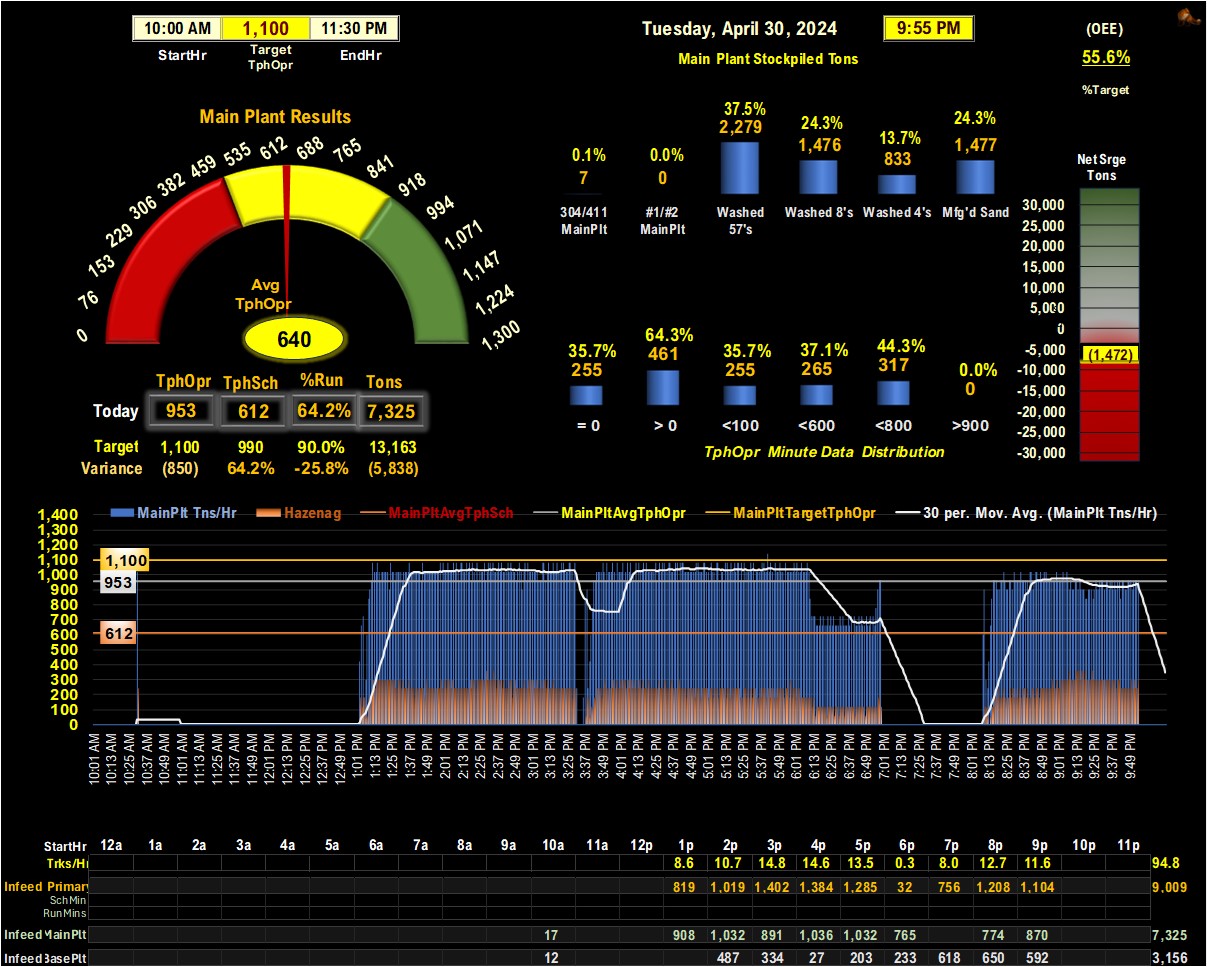 10:00 AM 1,100 11:30 PM
StartHr Target TphOpr EndHr
Tuesday, April 30, 2024 9:55 PM
Main Plant Stockpiled Tons
(OEE)
55.6%
%Target
Main Plant Results
0 76 153 229 306 382 459 535 612 688 765 841 918 994 1,071 1,147 1,224 1,300
Avg
TphOpr
640
TphOpr TphSch %Run Tons
Today 953 612 64.2% 7,325
Target 1,100 990 90.0% 13,163
Variance (850) 64.2% -25.8% (5,838)
0.1% 0.0% 37.5% 24.3% 13.7% 24.3%
7 0 2,279 1,476 833 1,477
304/411 MainPlt #1/#2 MainPlt Washed 57's Washed 8's Washed 4's Mfg'd Sand
35.7% 64.3% 35.7% 37.1% 44.3% 0.0%
255 461 255 265 317 0
= 0 > 0 <100 <600 <800 >900
TphOpr Minute Data Distribution
Net Srge
Tons
30,000
25,000
20,000
15,000
10,000
5,000
0
-5,000
(1,472)
-10,000
-15,000
-20,000
-25,000
-30,000
MainPlt Tns/Hr Hazenag MainPltAvgTphSch MainPltAvgTphOpr MainPltTargetTphOpr 30 per. Mov. Avg. (MainPlt Tns/Hr)
1,400
1,300
1,200
1,100
1,000
900
800
700
600
500
400
300
200
100
0
1,100
953
612
10:01 AM 10:13 AM 10:25 AM 10:37 AM 10:49 AM 11:01 AM 11:13 AM 11:25 AM 11:37 AM 11:49 AM 12:01 PM 12:13 PM 12:25 PM 12:37 PM 12:49 PM 1:01 PM 1:13 PM 1:25 PM 1:37 PM 1:49 PM 2:01 PM 2:13 PM 2:25 PM 2:37 PM 2:49 PM 3:01 PM 3:13 PM 3:25 PM 3:37 PM 3:49 PM 4:01 PM 4:13 PM 4:25 PM 4:37 PM 4:49 PM 5:01 PM 5:13 PM 5:25 PM 5:37 PM 5:49 PM 6:01 PM 6:13 PM 6:25 PM 6:37 PM 6:49 PM 7:01 PM 7:13 PM 7:25 PM 7:37 PM 7:49 PM 8:01 PM 8:13 PM 8:25 PM 8:37 PM 8:49 PM 9:01 PM 9:13 PM 9:25 PM 9:37 PM 9:49 PM
StartHr 12a 1a 2a 3a 4a 5a 6a 7a 8a 9a 10a 11a 12p 1p 2p 3p 4p 5p 6p 7p 8p 9p 10p 11p
Trks/Hr 8.6 10.7 14.8 14.6 13.5 0.3 8.0 12.7 11.6 94.8
Infeed Primary 819 1,019 1,402 1,384 1,285 32 756 1,208 1,104 9,009
SchMin
RunMins
Infeed MainPlt 17 908 1,032 891 1,036 1,032 765 774 870 7,325
Infeed BasePlt 12 487 334 27 203 233 618 650 592 3,156